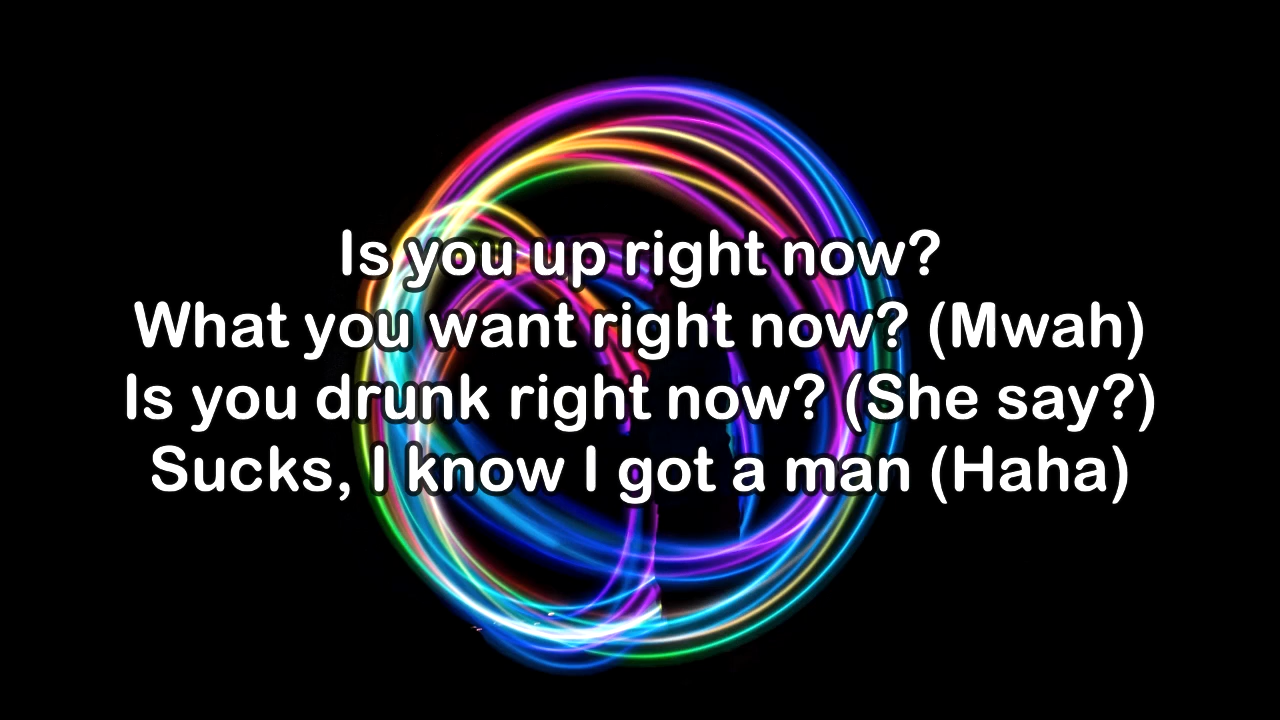 Is you up right now?
What you want right now? (Mwah)
Is you drunk right now? (She say?)
Sucks, I know I got a man (Haha)